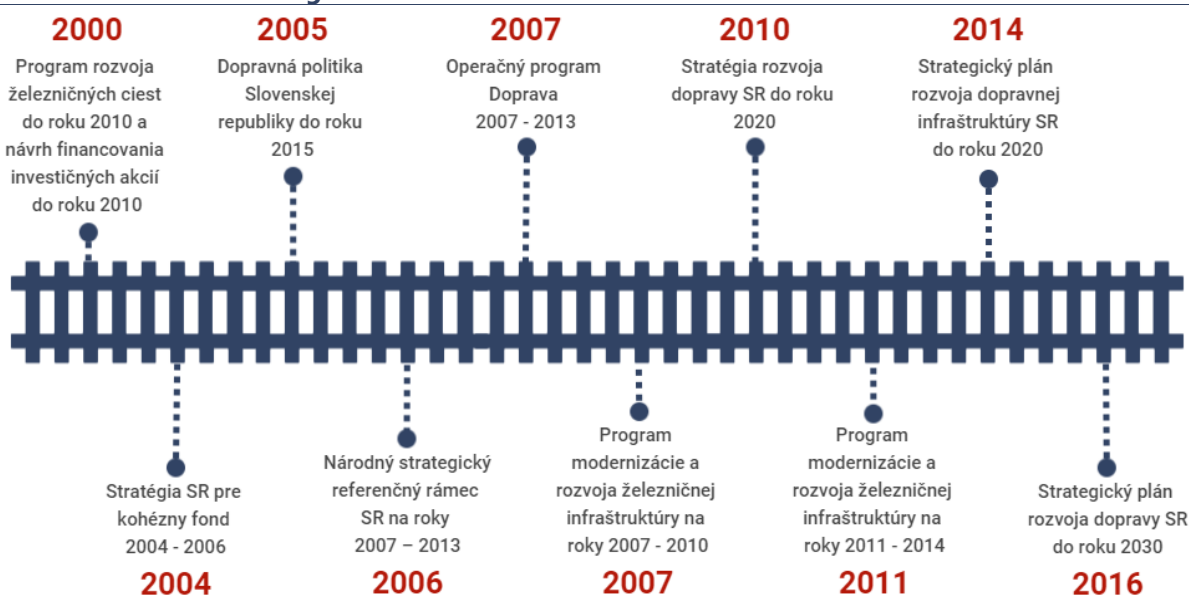 2000
Program rozvoja
železničných ciest
do roku 2010 a
návrh financovania
investičných akcií
do roku 2010
2005
Dopravná politika
Slovenskej
republiky do roku
2015
2007
Operačný program
Doprava
2007 - 2013
2010
Stratégia rozvoja
dopravy SR do roku
2020
2014
Strategický plán
rozvoja dopravnej
infraštruktúry SR
do roku 2020
Stratégia SR pre
kohézny fond
2004 - 2006
2004
Národný strategický
referenčný rámec
SR na roky
2007 – 2013
2006
Program
modernizácie a
rozvoja železničnej
infraštruktúry na
roky 2007 - 2010
2007
Program
modernizácie a
rozvoja železničnej
infraštruktúry na
roky 2011 - 2014
2011
Strategický plán
rozvoja dopravy SR
do roku 2030
2016